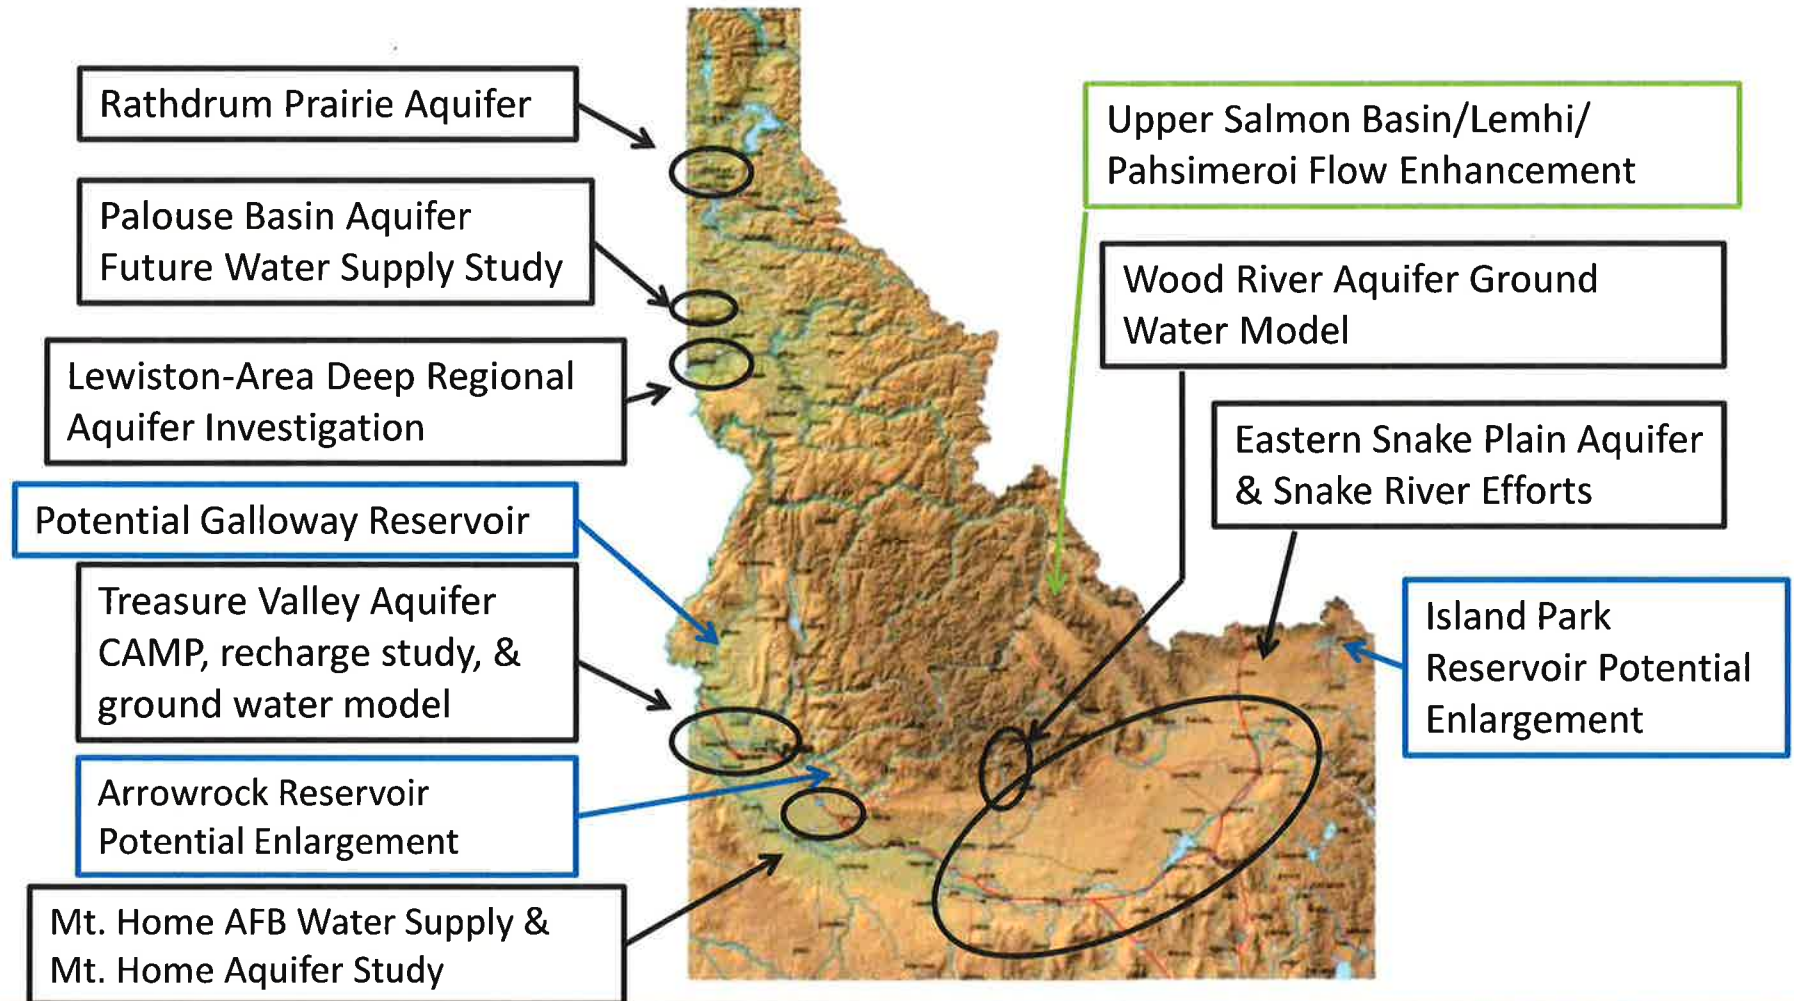 Rathdrum Prairie Aquifer
Palouse Basin Aquifer
Future Water Supply Study
Lewiston-Area Deep Regional
Aquifer Investigation
Potential Galloway Reservoir
Treasure Valley Aquifer
CAMP, recharge study, &
ground water model
Arrowrock Reservoir
Potential Enlargement
Mt. Home AFB Water Supply &
Mt. Home Aquifer Study
Upper Salmon Basin/Lemhi/
Pahsimeroi Flow Enhancement
Wood River Aquifer Ground
Water Model
Eastern Snake Plain Aquifer
& Snake River Efforts
Island Park
Reservoir Potential
Enlargement